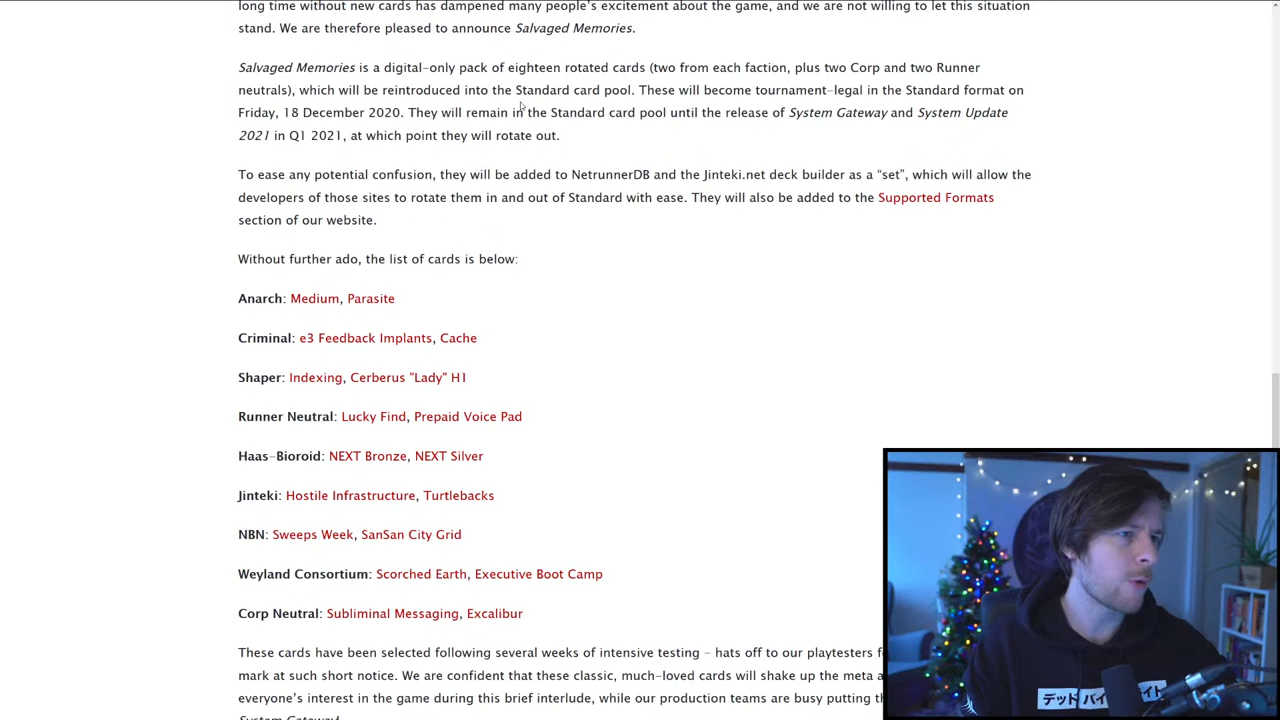 long time without new cards has dampened many people's excitement about the game, and we are not willing to let this situation
stand. We are therefore pleased to announce Salvaged Memories.
Salvaged Memories is a digital-only pack of eighteen rotated cards (two from each faction, plus two Corp and two Runner
neutrals), which will be reintroduced into the Standard card pool. These will become tournament-legal in the Standard format on
Friday, 18 December 2020. They will remain in the Standard card pool until the release of System Gateway and System Update
2021 in Q1 2021, at which point they will rotate out.
To ease any potential confusion, they will be added to NetrunnerDB and the Jinteki.net deck builder as a “set”, which will allow the
developers of those sites to rotate them in and out of Standard with ease. They will also be added to the Supported Formats
section of our website.
Without further ado, the list of cards is below:
Anarch: Medium, Parasite
Criminal: e3 Feedback Implants, Cache
Shaper: Indexing, Cerberus "Lady" H1
Runner Neutral: Lucky Find, Prepaid Voice Pad
Haas-Bioroid: NEXT Bronze, NEXT Silver
Jinteki: Hostile Infrastructure, Turtlebacks
NBN: Sweeps Week, SanSan City Grid
Weyland Consortium: Scorched Earth, Executive Boot Camp
Corp Neutral: Subliminal Messaging, Excalibur
These cards have been selected following several weeks of intensive testing – hats off to our playtesters
mark at such short notice. We are confident that these classic, much-loved cards will shake up the meta
everyone's interest in the game during this brief interlude, while our production teams are busy putting
System Gateway!
デッド バイ